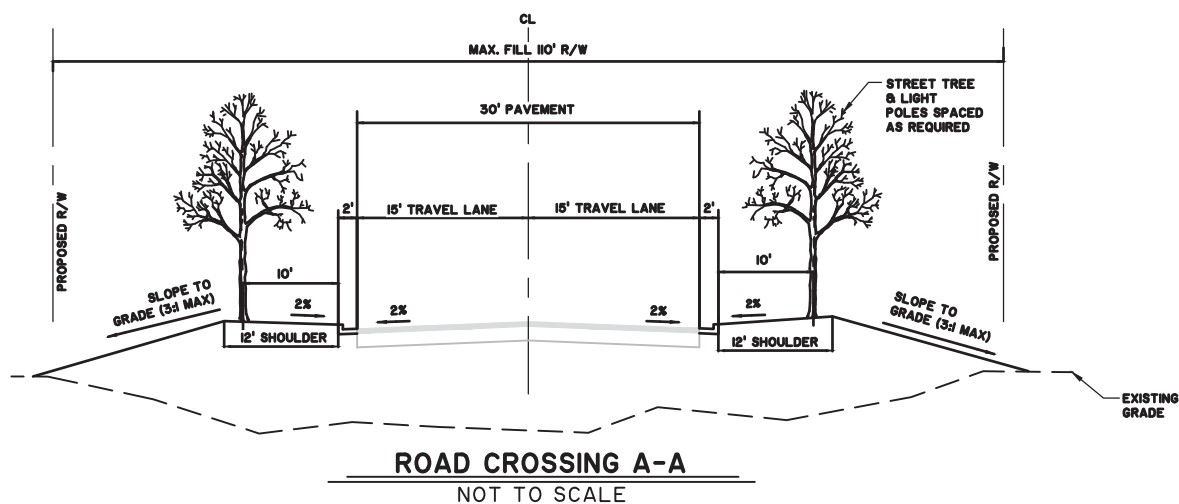 CL
MAX. FILL 110' R/W
STREET TREE
& LIGHT
POLES SPACED
AS REQUIRED
30' PAVEMENT
PROPOSED R/W
PROPOSED R/W
2'
15' TRAVEL LANE
15' TRAVEL LANE
2'
10'
10'
SLOPE TO
GRADE (3:1 MAX)
2%
2%
2%
2%
SLOPE TO
GRADE (3:1 MAX)
12' SHOULDER
12' SHOULDER
EXISTING
GRADE
ROAD CROSSING A-A
NOT TO SCALE